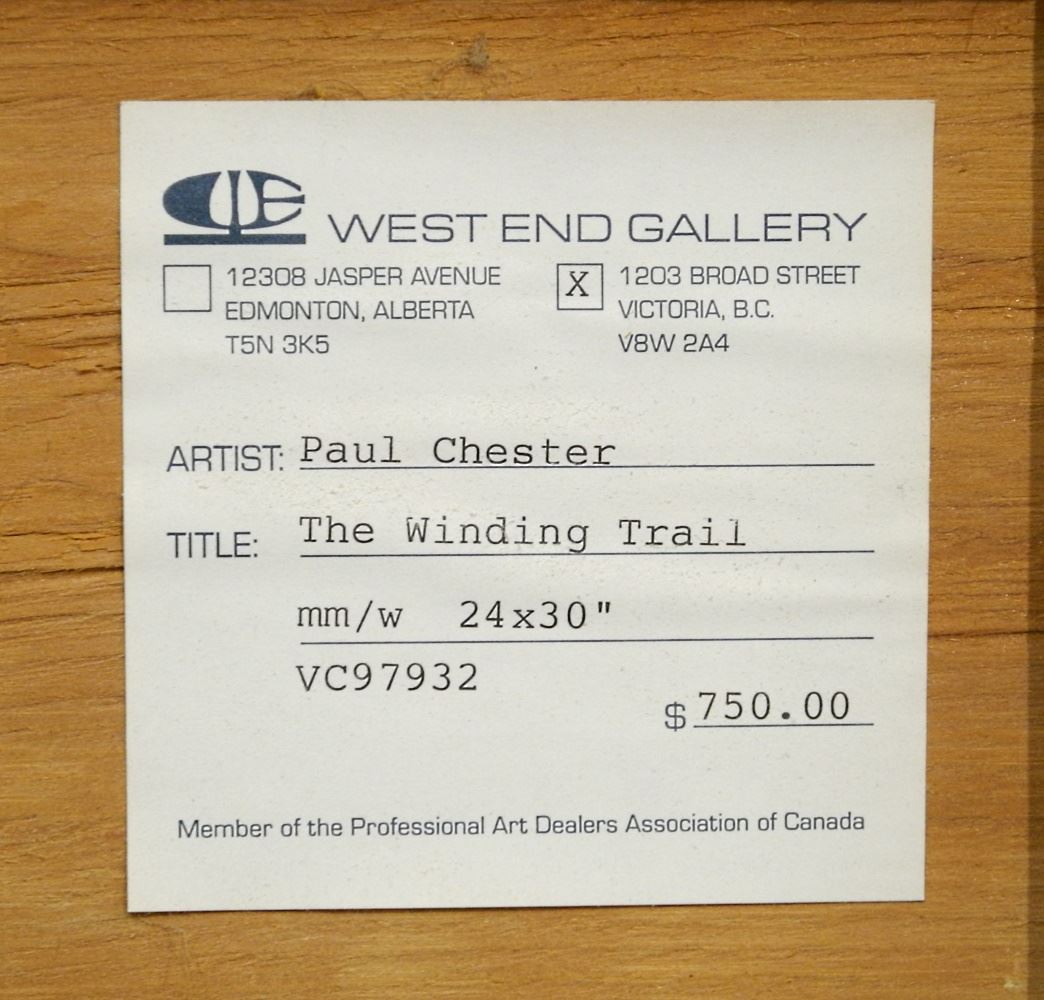 WE WEST END GALLERY
12308 JASPER AVENUE
EDMONTON, ALBERTA
T5N 3K5
X 1203 BROAD STREET
VICTORIA, B.C.
V8W 2A4
ARTIST: Paul Chester
TITLE: The Winding Trail
mm/w 24x30"
VC97932
$ 750.00
Member of the Professional Art Dealers Association of Canada